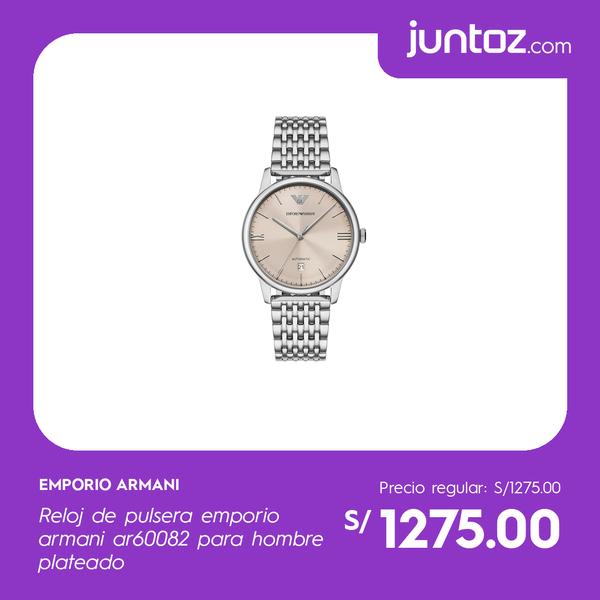 juntoz.com
EMPORIO ARMANI
AUTOMATIC
EMPORIO ARMANI
Reloj de pulsera emporio
armani ar60082 para hombre
plateado
Precio regular: S/1275.00
S/ 1275.00